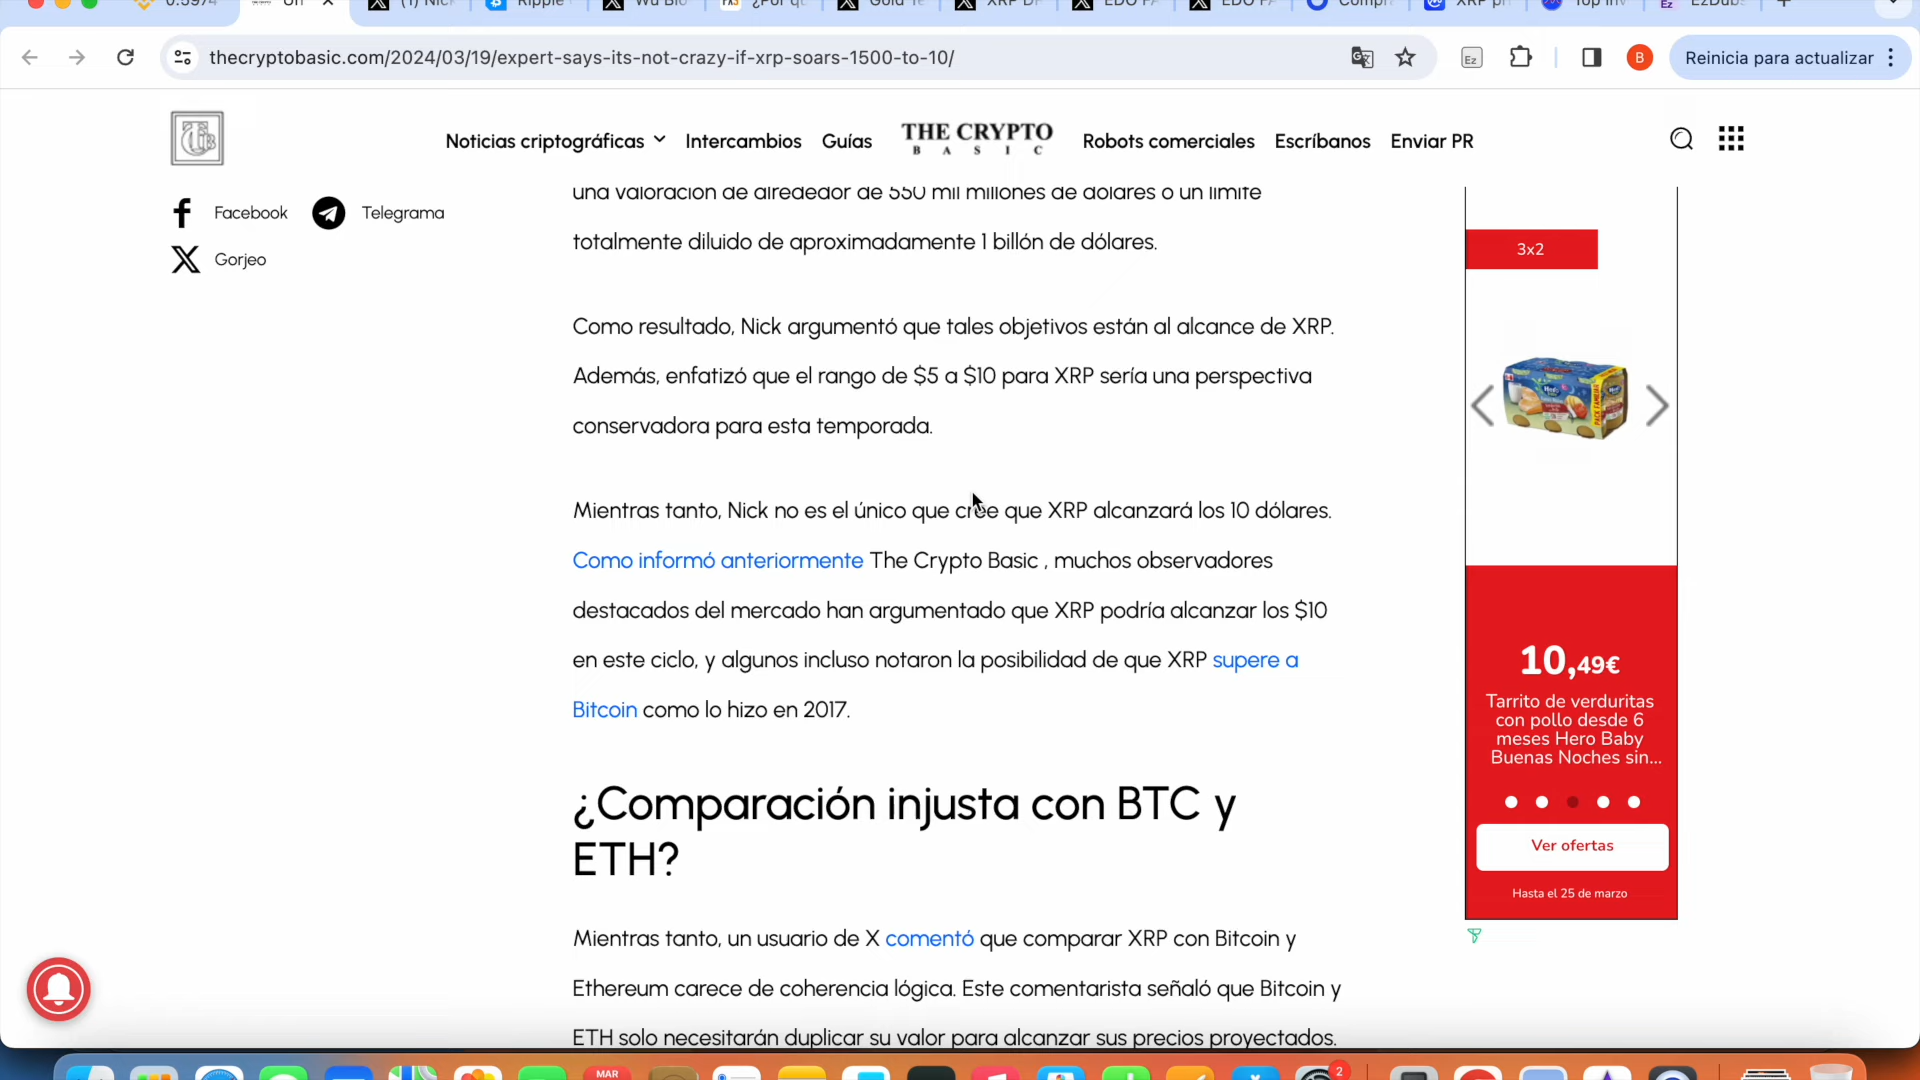 0.5974
thecryptobasic.com/2024/03/19/expert-says-its-not-crazy-if-xrp-soars-1500-to-10/
Ez
B
Reinicia para actualizar
Noticias criptográficas
Intercambios
Guías
THE CRYPTO
BASIC
Robots comerciales
Escríbanos
Enviar PR
Facebook
Telegrama
Gorjeo
una valoración de alrededor de 550 mil millones de dólares o un límite
totalmente diluido de aproximadamente 1 billón de dólares.
Como resultado, Nick argumentó que tales objetivos están al alcance de XRP.
Además, enfatizó que el rango de $5 a $10 para XRP sería una perspectiva
conservadora para esta temporada.
Mientras tanto, Nick no es el único que cree que XRP alcanzará los 10 dólares.
Como informó anteriormente The Crypto Basic , muchos observadores
destacados del mercado han argumentado que XRP podría alcanzar los $10
en este ciclo, y algunos incluso notaron la posibilidad de que XRP supere a
Bitcoin como lo hizo en 2017.
¿Comparación injusta con BTC y
ETH?
Mientras tanto, un usuario de X comentó que comparar XRP con Bitcoin y
Ethereum carece de coherencia lógica. Este comentarista señaló que Bitcoin y
ETH solo necesitarán duplicar su valor para alcanzar sus precios proyectados.
3x2
10,49€
Tarrito de verduritas
con pollo desde 6
meses Hero Baby
Buenas Noches sin...
Ver ofertas
Hasta el 25 de marzo
MAR
2